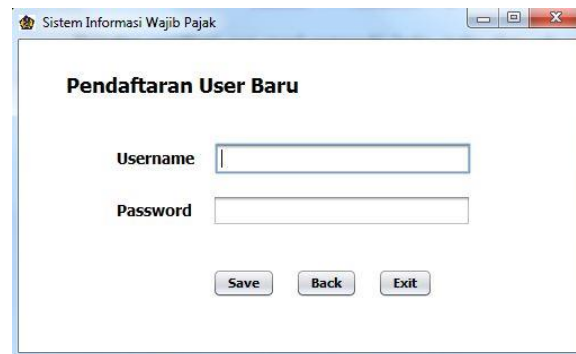 Sistem Informasi Wajib Pajak
Pendaftaran User Baru
Username
Password
Save Back Exit